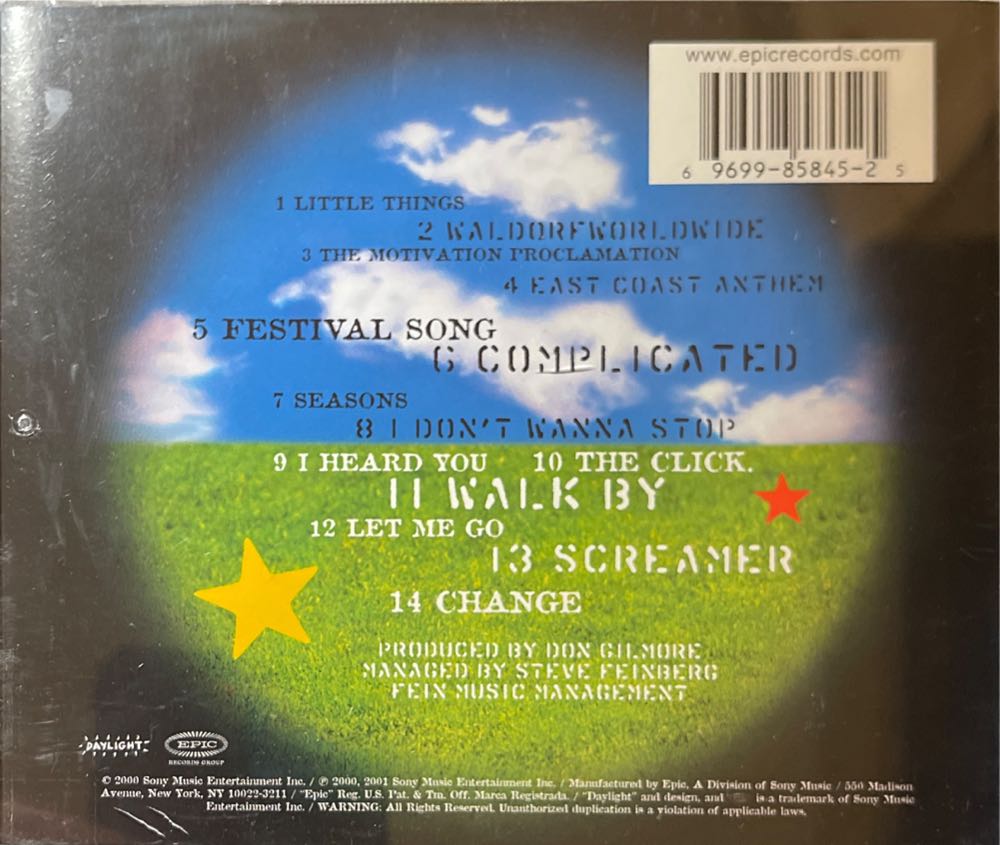 www.epicrecords.com
6 9699-85845-2 5
1 LITTLE THINGS
2 WALDORFWORLDWIDE
3 THE MOTIVATION PROCLAMATION
4 EAST COAST ANTHEM
5 FESTIVAL SONG
6 COMPLICATED
7 SEASONS
8 I DON'T WANNA STOP
9 I HEARD YOU 10 THE CLICK.
11 WALK BY
12 LET ME GO
13 SCREAMER
14 CHANGE
PRODUCED BY DON GILMORE
MANAGED BY STEVE FEINBERG
FEIN MUSIC MANAGEMENT
DAYLIGHT EPIC
RECORDS GROUP
© 2000 Sony Music Entertainment Inc. / ℗ 2000, 2001 Sony Music Entertainment Inc. / Manufactured by Epic, A Division of Sony Music / 550 Madison
Avenue, New York, NY 10022-3211 / "Epic" Reg. U.S. Pat. & Tm. Off. Marca Registrada. / "Daylight" and design, and is a trademark of Sony Music
Entertainment Inc. / WARNING: All Rights Reserved. Unauthorized duplication is a violation of applicable laws.